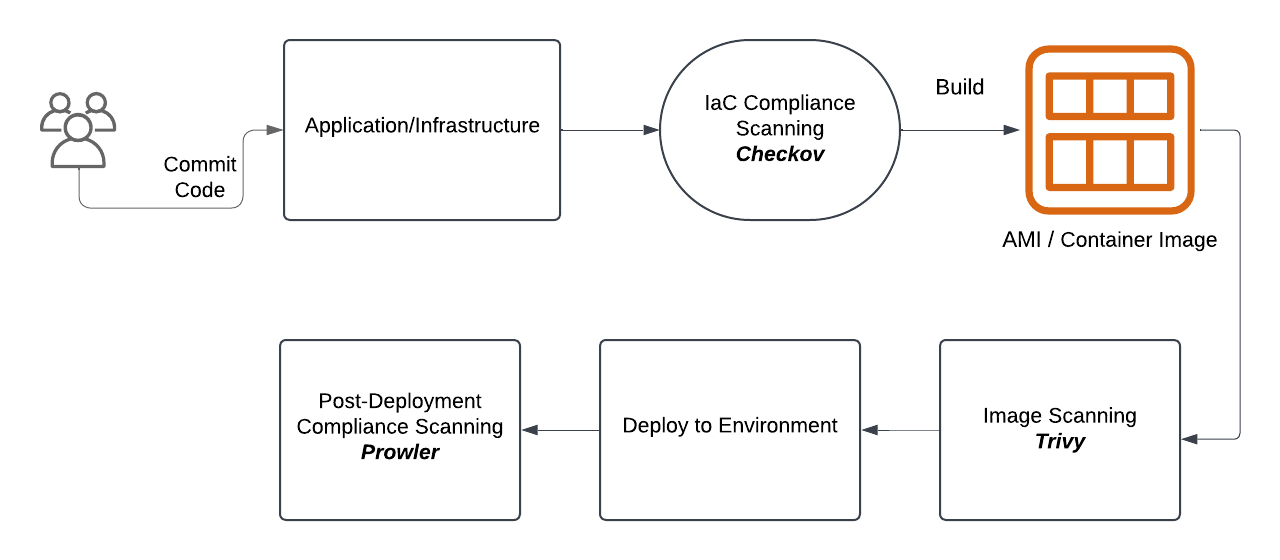 Commit
Code
Application/Infrastructure
IaC Compliance
Scanning
Checkov
Build
AMI / Container Image
Post-Deployment
Compliance Scanning
Prowler
Deploy to Environment
Image Scanning
Trivy